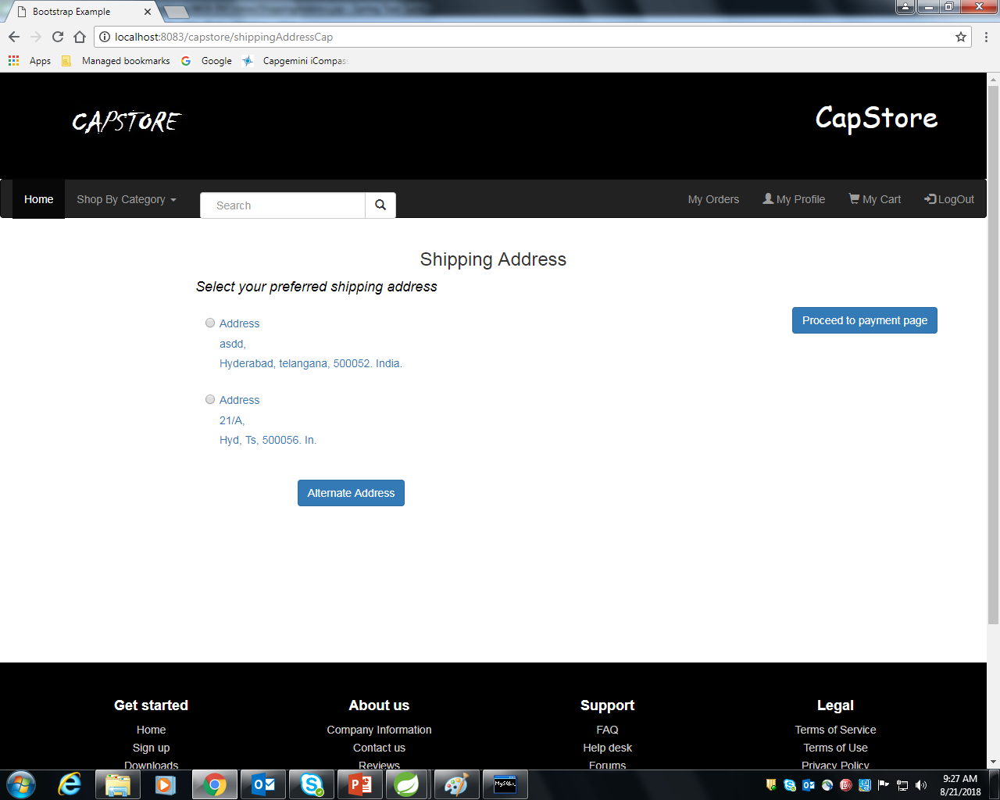 Bootstrap Example
localhost:8083/capstore/shippingAddressCap
Apps Managed bookmarks Google Capgemini iCompas
CAPSTORE
CapStore
Home Shop By Category Search My Orders My Profile My Cart LogOut
Shipping Address
Select your preferred shipping address
Address
Proceed to payment page
asdd,
Hyderabad, telangana, 500052. India.
Address
21/A,
Hyd, Ts, 500056. In.
Alternate Address
Get started About us Support Legal
Home Company Information FAQ Terms of Service
Sign up Contact us Help desk Terms of Use
Downloads Reviews Forums Privacy Policy
9:27 AM
8/21/2018